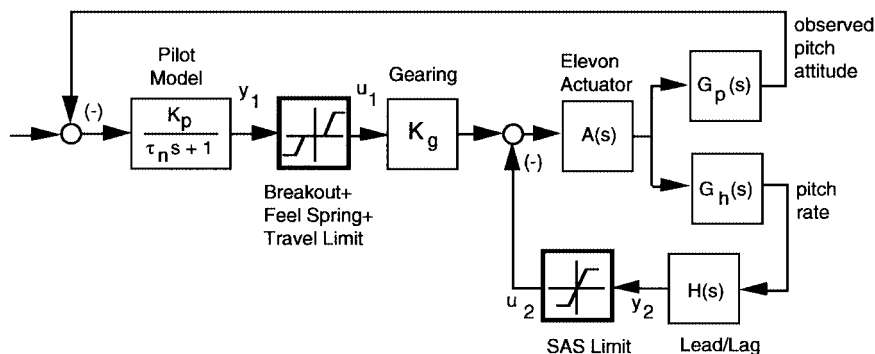 observed
pitch
attitude
Pilot
Model
Gearing
Elevon
Actuator
y1
u1
(-)
Kp
τn s + 1
Kg
(-)
A(s)
Gp(s)
Gh(s)
pitch
rate
Breakout+
Feel Spring+
Travel Limit
u2
y2
H(s)
SAS Limit
Lead/Lag